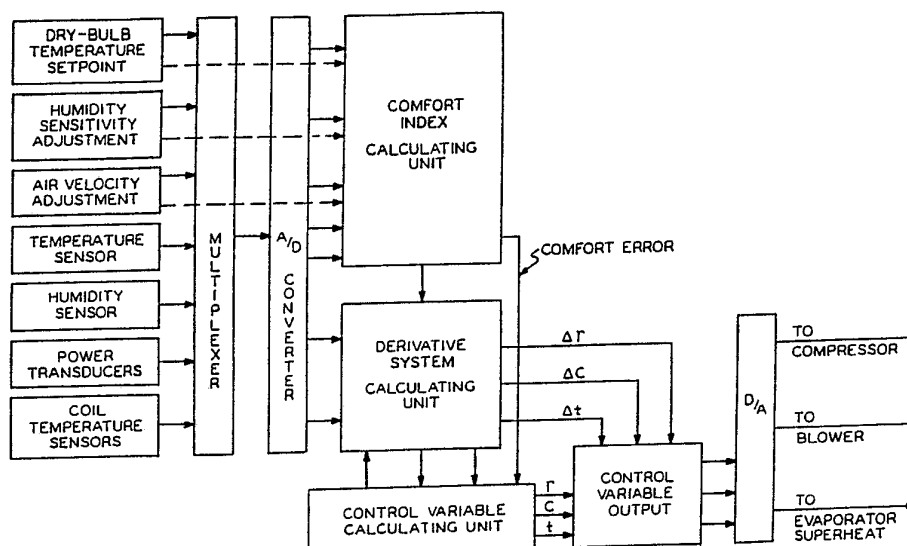 DRY-BULB
TEMPERATURE
SETPOINT
HUMIDITY
SENSITIVITY
ADJUSTMENT
AIR VELOCITY
ADJUSTMENT
TEMPERATURE
SENSOR
HUMIDITY
SENSOR
POWER
TRANSDUCERS
COIL
TEMPERATURE
SENSORS
MULTIPLEXER
A/D
CONVERTER
COMFORT
INDEX
CALCULATING
UNIT
COMFORT ERROR
DERIVATIVE
SYSTEM
CALCULATING
UNIT
Δr
ΔC
Δt
CONTROL VARIABLE
CALCULATING UNIT
r
C
t
CONTROL
VARIABLE
OUTPUT
D/A
TO
COMPRESSOR
TO
BLOWER
TO
EVAPORATOR
SUPERHEAT